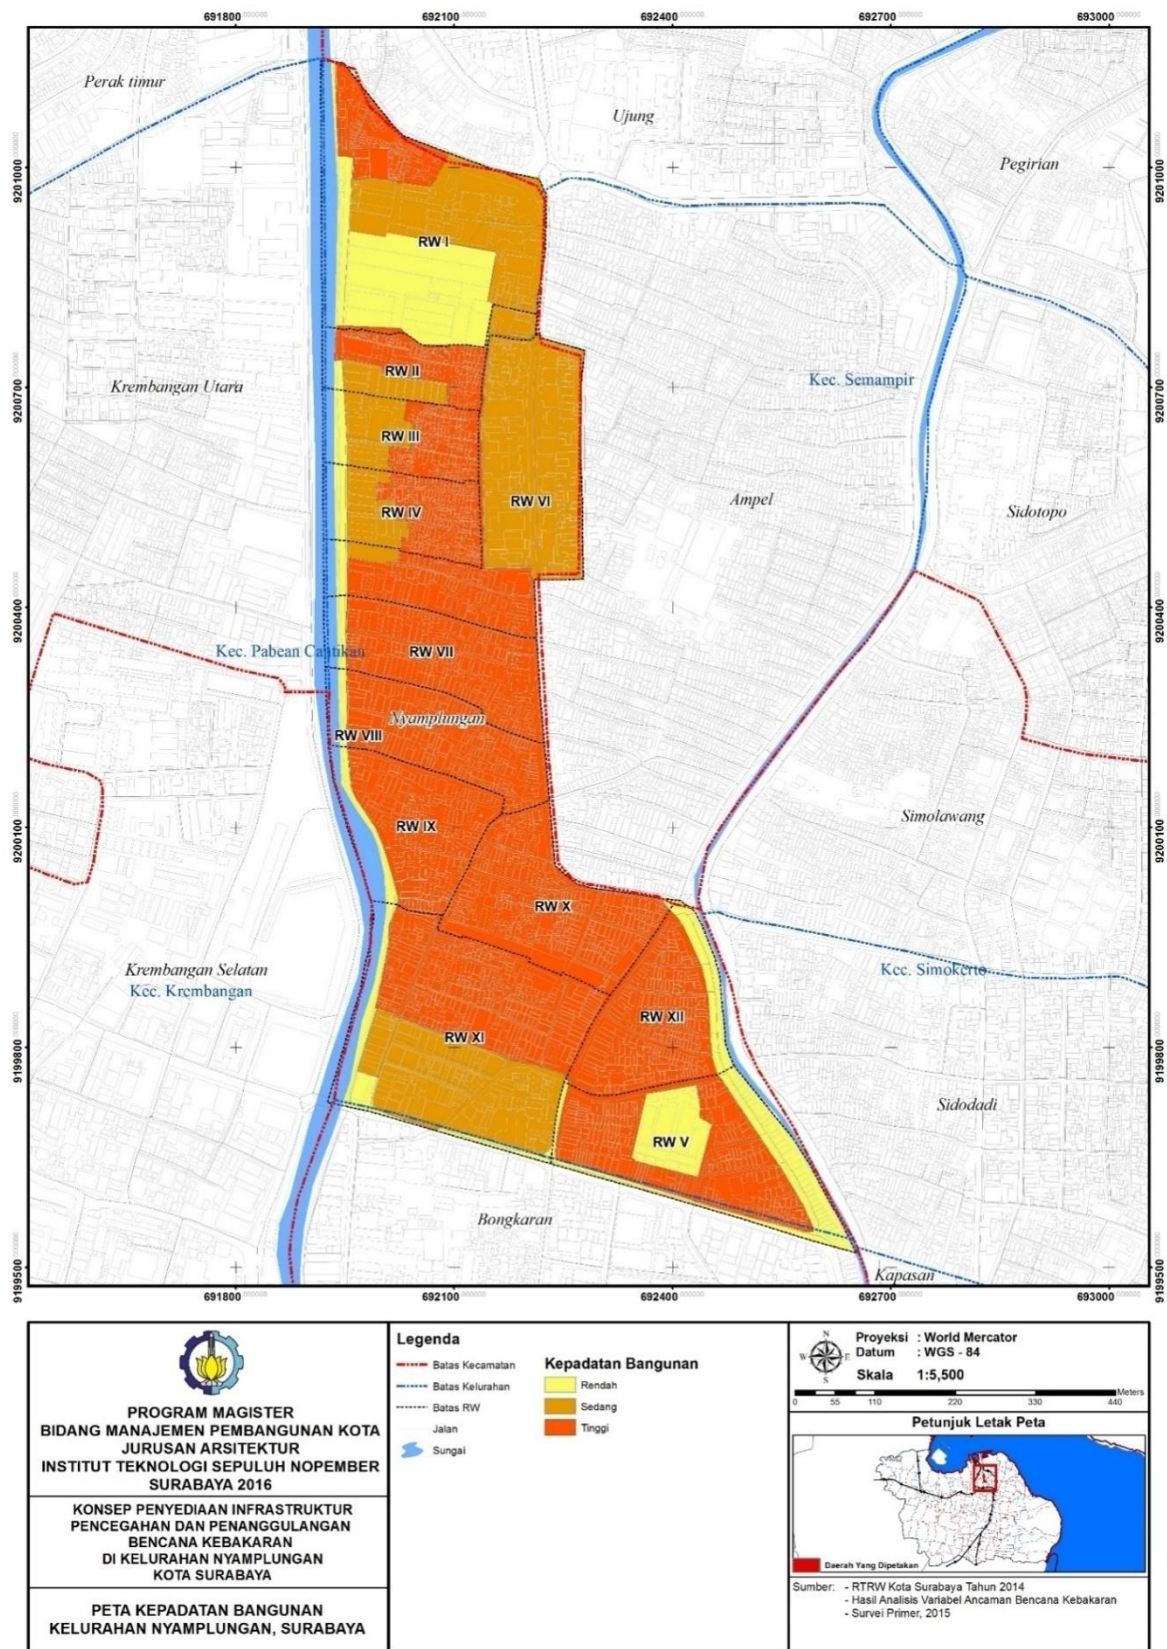 691800 692100 692400 692700 693000
Perak timur
Ujung
Pegirian
9201000
9201000
RW I
Krembangan Utara
RW II
Kec. Semampir
9200700
9200700
RW III
RW VI
Ampel
RW IV
Sidotopo
9200400
9200400
Kec. Pabean Cantikan
RW VII
Nyamplungan
RW VIII
RW IX
Simolawang
9200100
9200100
RW X
Krembangan Selatan
Kec. Krembangan
Kec. Simokerto
RW XII
RW XI
9199800
9199800
Sidodadi
RW V
Bongkaran
Kapasan
9199500
9199500
691800 692100 692400 692700 693000
PROGRAM MAGISTER
BIDANG MANAJEMEN PEMBANGUNAN KOTA
JURUSAN ARSITEKTUR
INSTITUT TEKNOLOGI SEPULUH NOPEMBER
SURABAYA 2016
KONSEP PENYEDIAAN INFRASTRUKTUR
PENCEGAHAN DAN PENANGGULANGAN
BENCANA KEBAKARAN
DI KELURAHAN NYAMPLUNGAN
KOTA SURABAYA
PETA KEPADATAN BANGUNAN
KELURAHAN NYAMPLUNGAN, SURABAYA
Legenda
Batas Kecamatan
Batas Kelurahan
Batas RW
Jalan
Sungai
Kepadatan Bangunan
Rendah
Sedang
Tinggi
N
W E
S
Proyeksi : World Mercator
Datum : WGS - 84
Skala 1:5,500
Meters
0 55 110 220 330 440
Petunjuk Letak Peta
Daerah Yang Dipetakan
Sumber: - RTRW Kota Surabaya Tahun 2014
- Hasil Analisis Variabel Ancaman Bencana Kebakaran
- Survei Primer, 2015